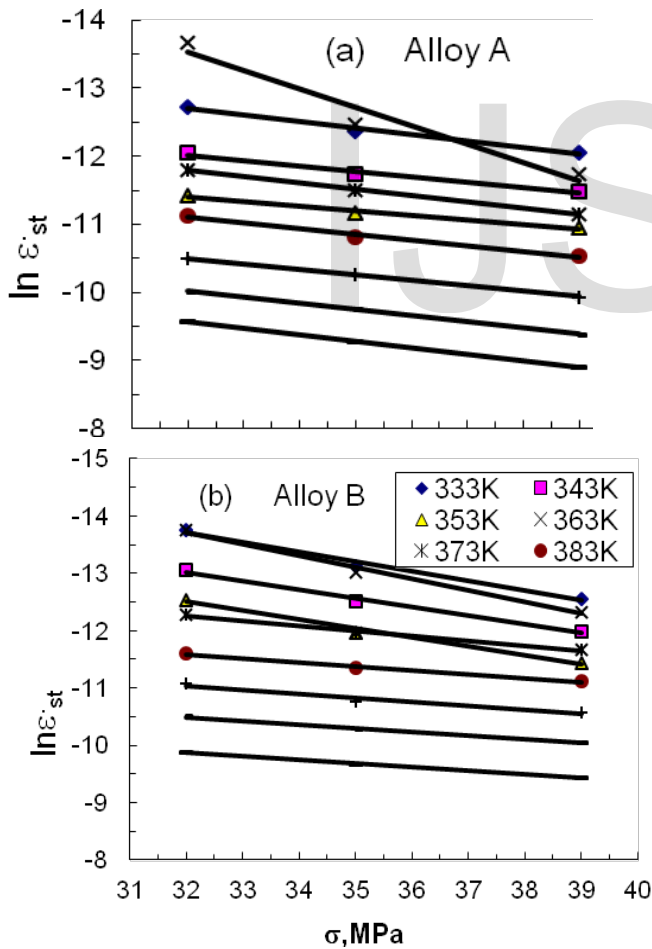 (a) Alloy A
-14
-13
-12
-11
-10
-9
-8
ln ε·st
IJS
(b) Alloy B
333K 343K
353K 363K
373K 383K
-15
-14
-13
-12
-11
-10
-9
-8
lnε·st
31 32 33 34 35 36 37 38 39 40
σ,MPa